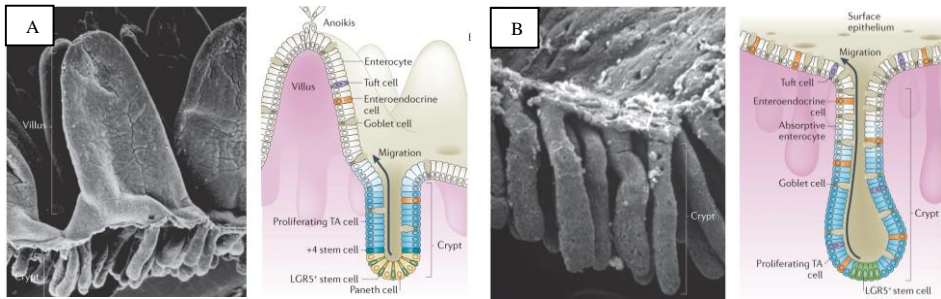 A
Villus
Crypt
Anoikis
Villus
Enterocyte
Tuft cell
Enteroendocrine
cell
Goblet cell
Migration
Proliferating TA cell
+4 stem cell
LGR5⁺ stem cell
Paneth cell
Crypt
B
Crypt
Surface
epithelium
Migration
Tuft cell
Enteroendocrine
cell
Absorptive
enterocyte
Goblet cell
Crypt
Proliferating TA
cell
LGR5⁺ stem cell